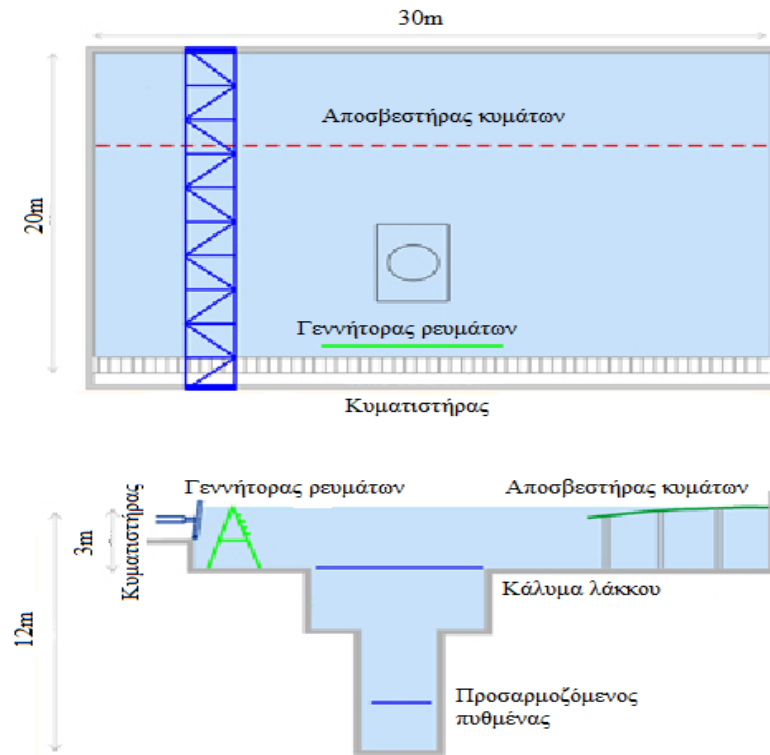 30m
Αποσβεστήρας κυμάτων
20m
Γεννήτορας ρευμάτων
Κυματιστήρας
Γεννήτορας ρευμάτων
Αποσβεστήρας κυμάτων
Κυματιστήρας
3m
Κάλυμα λάκκου
12m
Προσαρμοζόμενος
πυθμένας